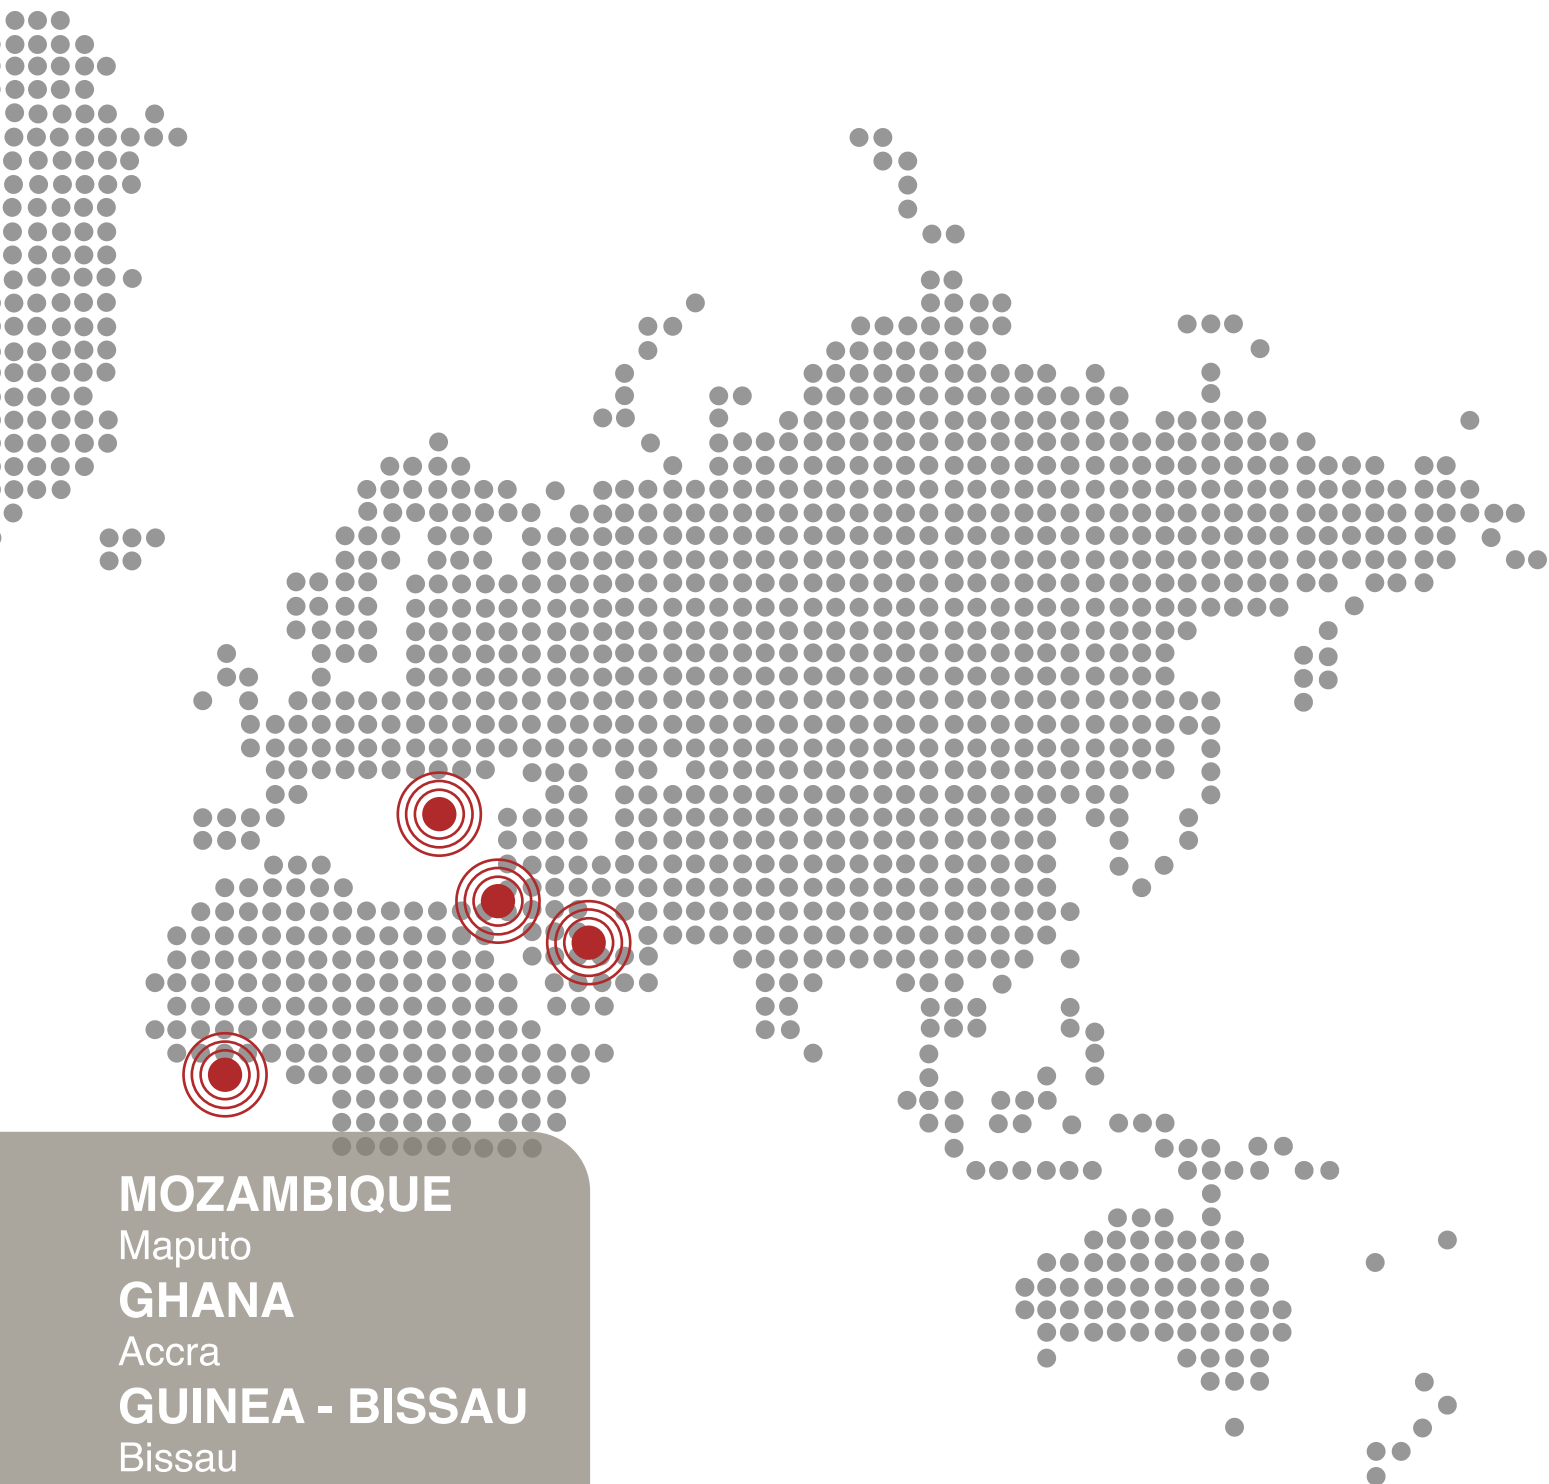 MOZAMBIQUE
Maputo
GHANA
Accra
GUINEA - BISSAU
Bissau